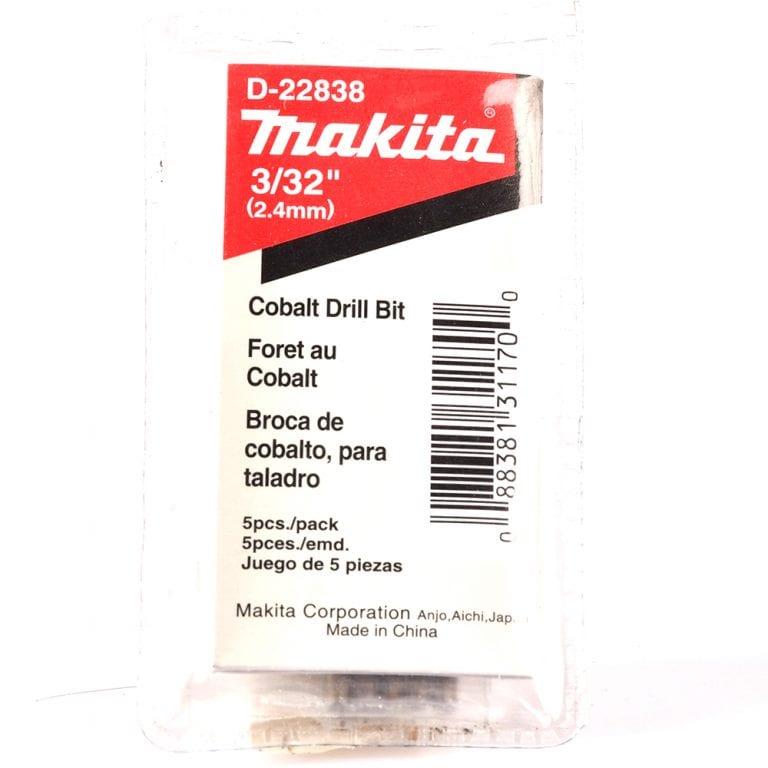 D-22838
makita®
3/32"
(2.4mm)
Cobalt Drill Bit
Foret au
Cobalt
Broca de
cobalto, para
taladro
5pcs./pack
5pces./emd.
Juego de 5 piezas
0 88381 31170 0
Makita Corporation Anjo,Aichi,Japan
Made in China